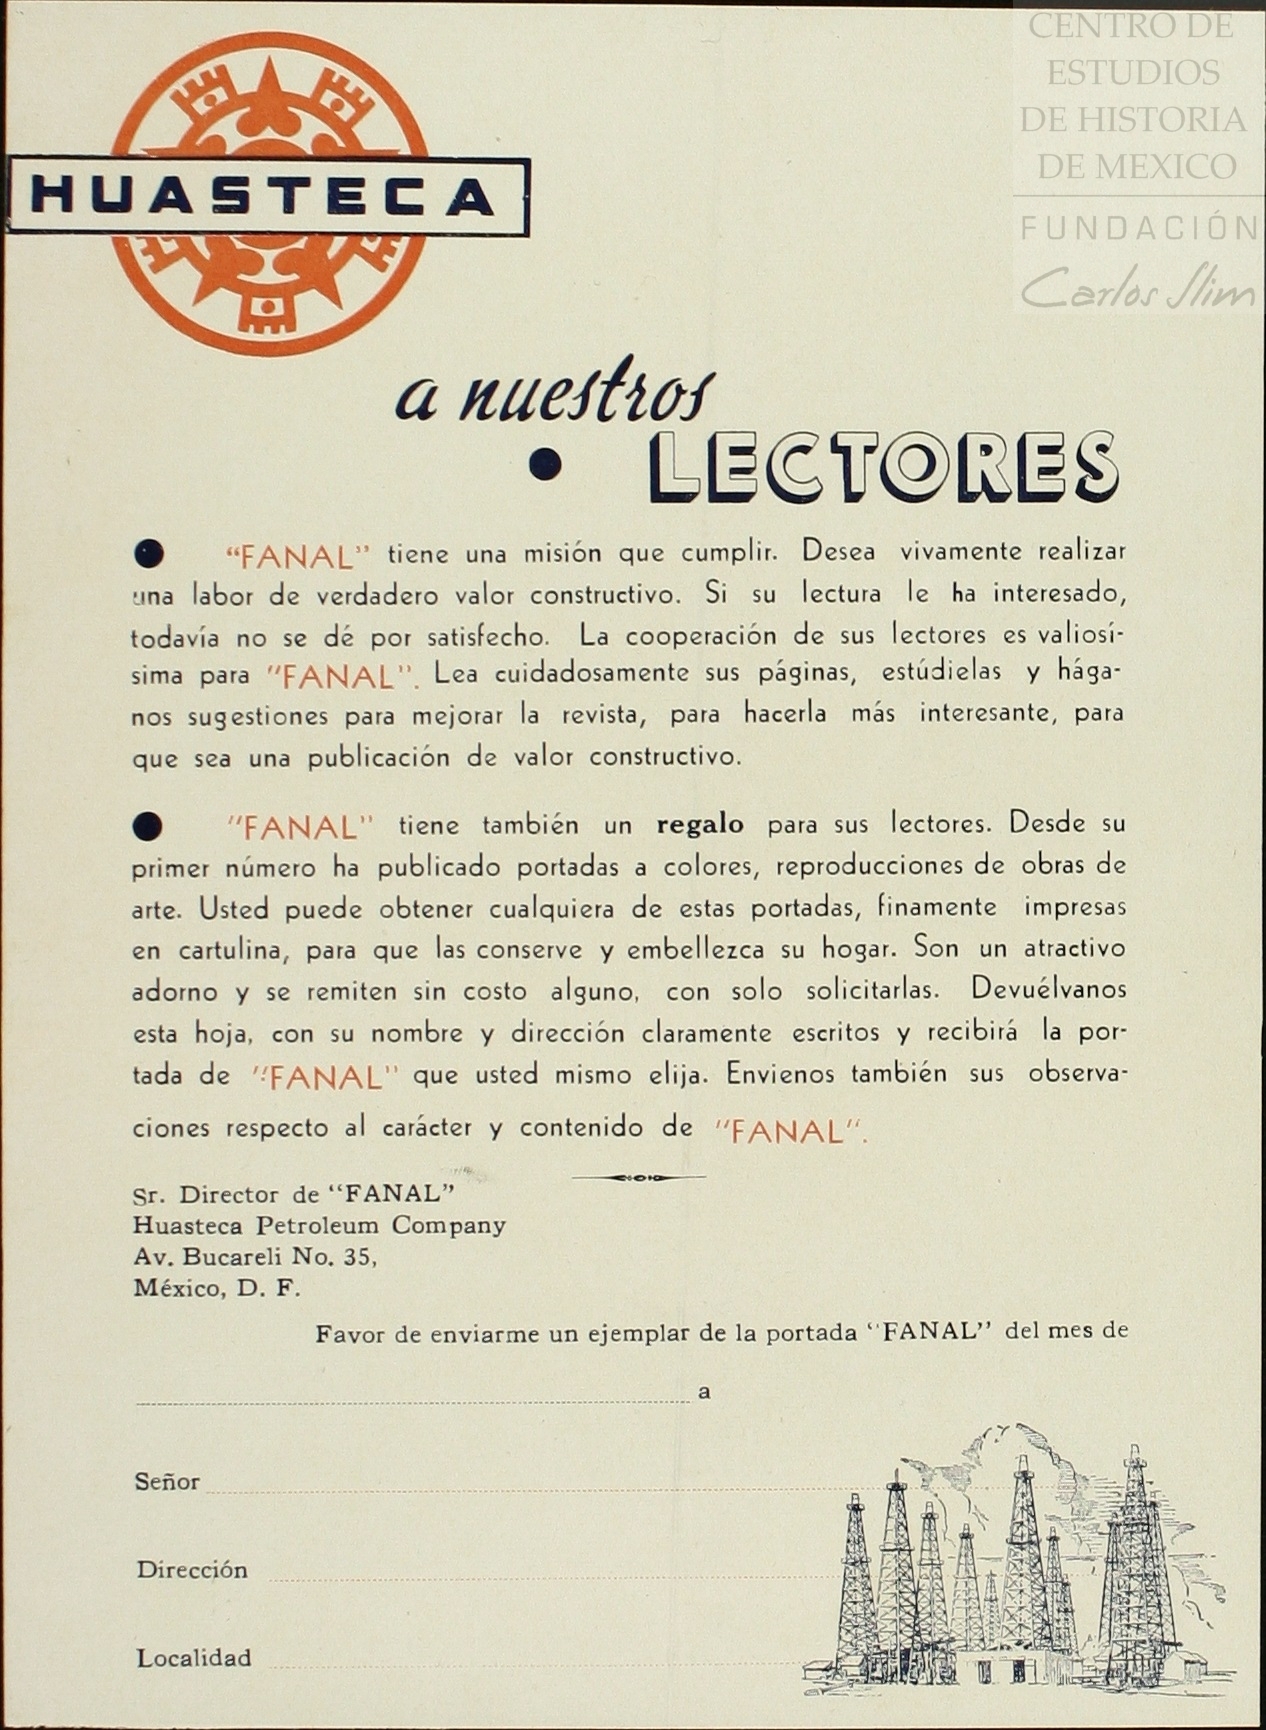 CENTRO DE
ESTUDIOS
DE HISTORIA
DE MEXICO
FUNDACIÓN
Carlos Slim
HUASTECA
a nuestros
LECTORES
"FANAL" tiene una misión que cumplir. Desea vivamente realizar
una labor de verdadero valor constructivo. Si su lectura le ha interesado,
todavía no se dé por satisfecho. La cooperación de sus lectores es valiosí-
sima para "FANAL". Lea cuidadosamente sus páginas, estúdielas y hága-
nos sugestiones para mejorar la revista, para hacerla más interesante, para
que sea una publicación de valor constructivo.
"FANAL" tiene también un regalo para sus lectores. Desde su
primer número ha publicado portadas a colores, reproducciones de obras de
arte. Usted puede obtener cualquiera de estas portadas, finamente impresas
en cartulina, para que las conserve y embellezca su hogar. Son un atractivo
adorno y se remiten sin costo alguno, con solo solicitarlas. Devuélvanos
esta hoja, con su nombre y dirección claramente escritos y recibirá la por-
tada de "FANAL" que usted mismo elija. Envienos también sus observa-
ciones respecto al carácter y contenido de "FANAL".
Sr. Director de "FANAL"
Huasteca Petroleum Company
Av. Bucareli No. 35,
México, D. F.
Favor de enviarme un ejemplar de la portada "FANAL" del mes de
a
Señor
Dirección
Localidad